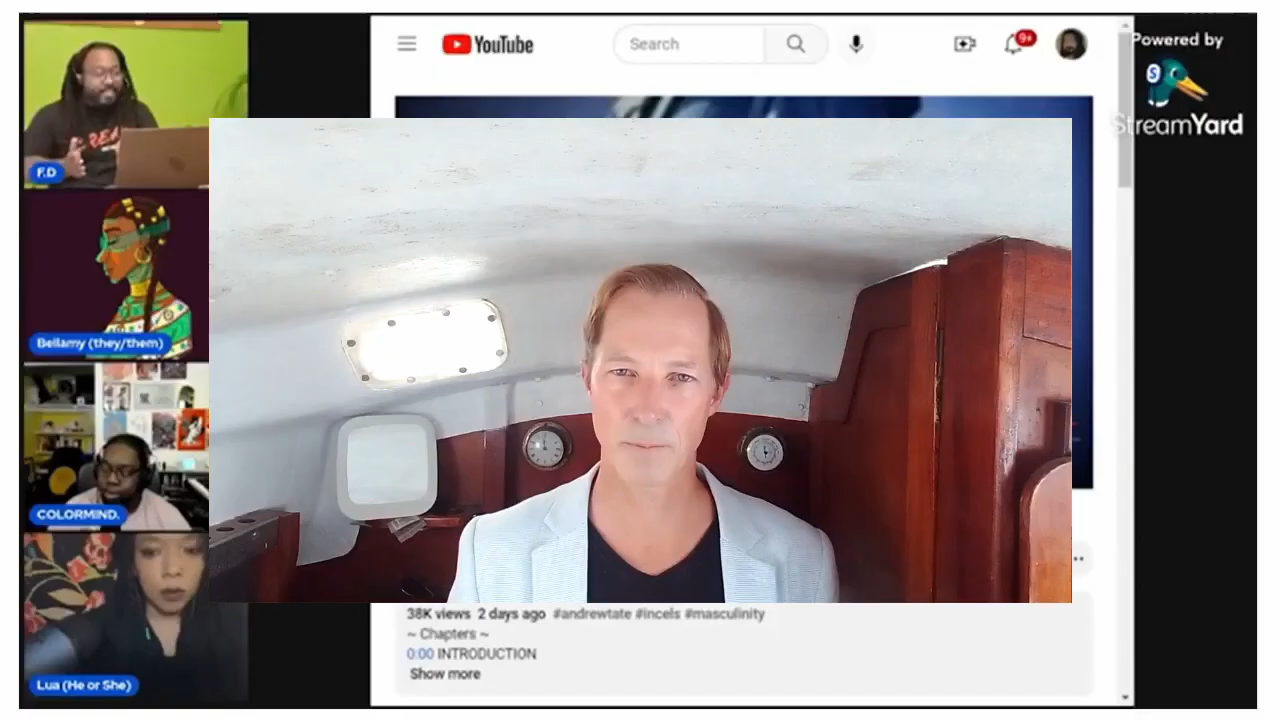 YouTube
Search
9+
Powered by
S
StreamYard
F.D
Bellamy (they/them)
COLORMIND.
Lua (He or She)
38K views 2 days ago #andrewtate #incels #masculinity
~ Chapters ~
0:00 INTRODUCTION
Show more